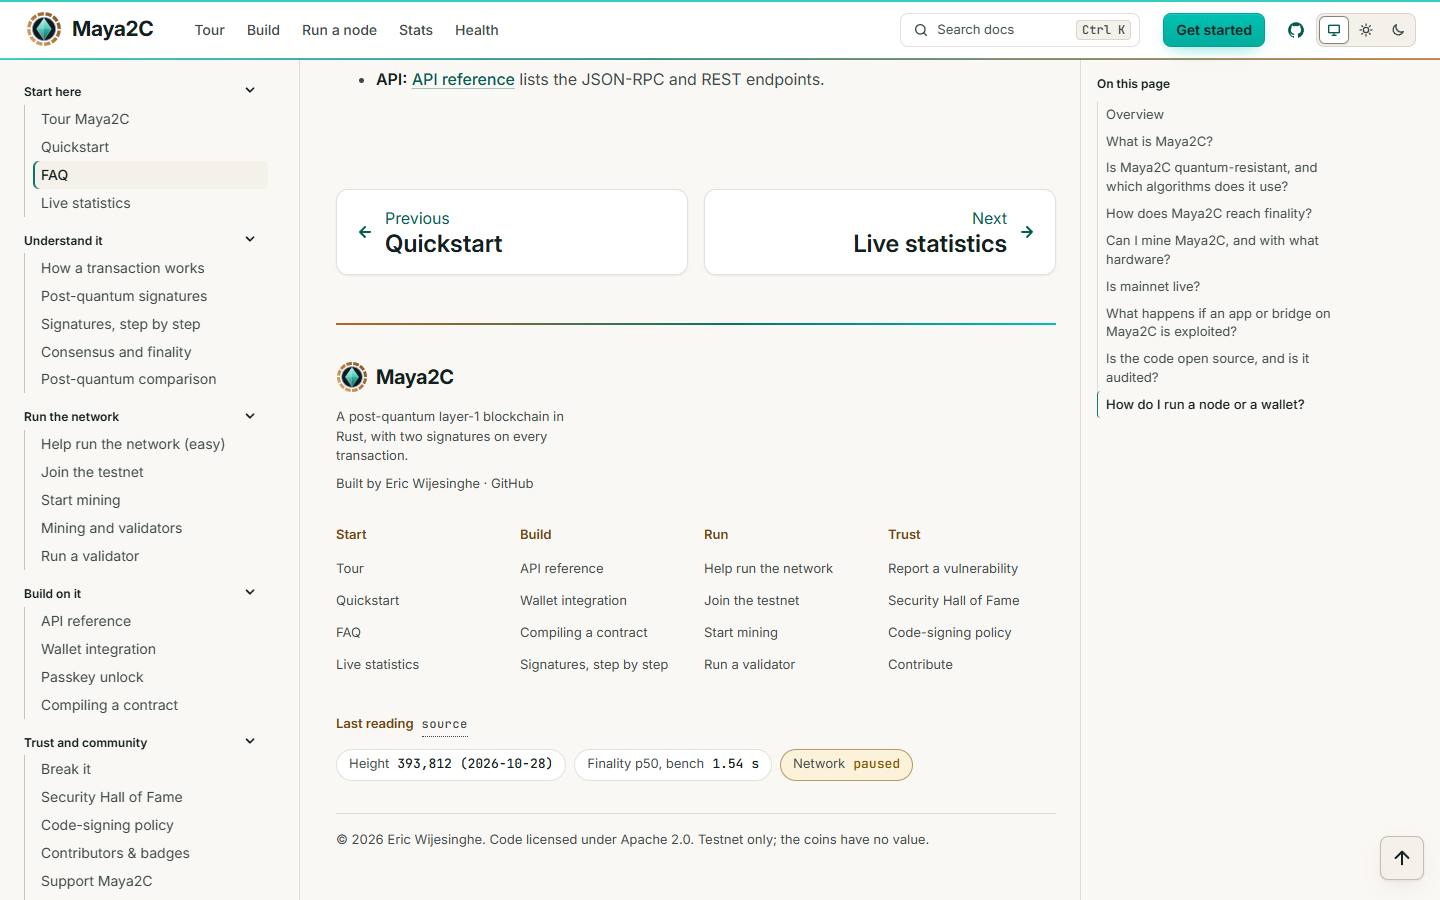 Maya2C
Tour
Build
Run a node
Stats
Health
Search docs
Ctrl K
Get started
Start here
Tour Maya2C
Quickstart
FAQ
Live statistics
Understand it
How a transaction works
Post-quantum signatures
Signatures, step by step
Consensus and finality
Post-quantum comparison
Run the network
Help run the network (easy)
Join the testnet
Start mining
Mining and validators
Run a validator
Build on it
API reference
Wallet integration
Passkey unlock
Compiling a contract
Trust and community
Break it
Security Hall of Fame
Code-signing policy
Contributors & badges
Support Maya2C
• API: API reference lists the JSON-RPC and REST endpoints.
Previous
Quickstart
Next
Live statistics
Maya2C
A post-quantum layer-1 blockchain in
Rust, with two signatures on every
transaction.
Built by Eric Wijesinghe · GitHub
Start
Tour
Quickstart
FAQ
Live statistics
Build
API reference
Wallet integration
Compiling a contract
Signatures, step by step
Run
Help run the network
Join the testnet
Start mining
Run a validator
Trust
Report a vulnerability
Security Hall of Fame
Code-signing policy
Contribute
Last reading source
Height 393,812 (2026-10-28)
Finality p50, bench 1.54 s
Network paused
© 2026 Eric Wijesinghe. Code licensed under Apache 2.0. Testnet only; the coins have no value.
On this page
Overview
What is Maya2C?
Is Maya2C quantum-resistant, and
which algorithms does it use?
How does Maya2C reach finality?
Can I mine Maya2C, and with what
hardware?
Is mainnet live?
What happens if an app or bridge on
Maya2C is exploited?
Is the code open source, and is it
audited?
How do I run a node or a wallet?